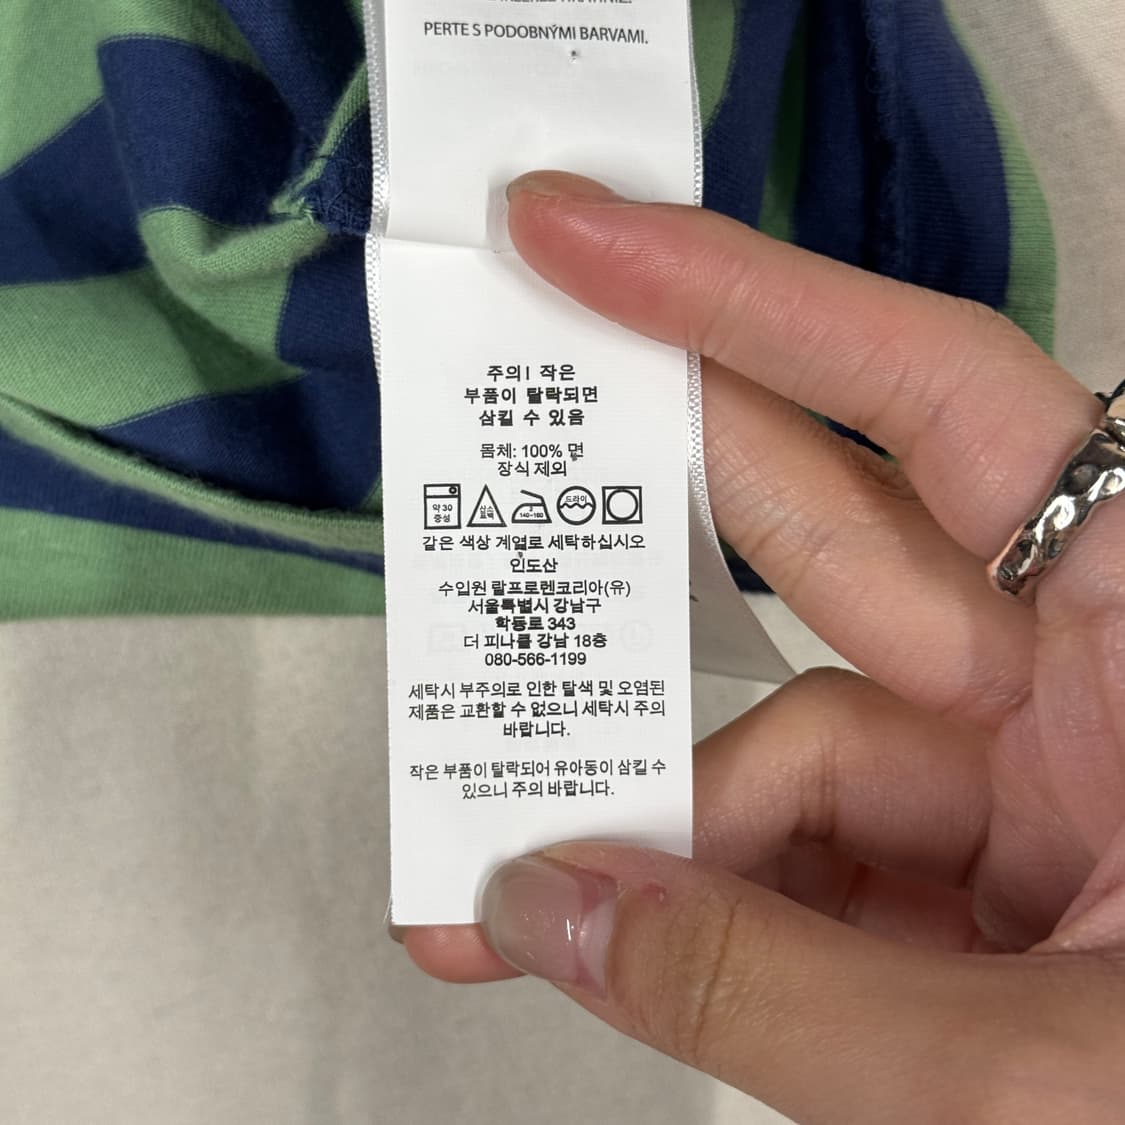 PERTE S PODOBNÝMI BARVAMI.
주의! 작은
부품이 탈락되면
삼킬 수 있음
몸체: 100% 면
장식 제외
약 30
중성
산소
표백
2
140~160
드라이
같은 색상 계열로 세탁하십시오
인도산
수입원 랄프로렌코리아(유)
서울특별시 강남구
학동로 343
더 피나클 강남 18층
080-566-1199
세탁시 부주의로 인한 탈색 및 오염된
제품은 교환할 수 없으니 세탁시 주의
바랍니다.
작은 부품이 탈락되어 유아동이 삼킬 수
있으니 주의 바랍니다.